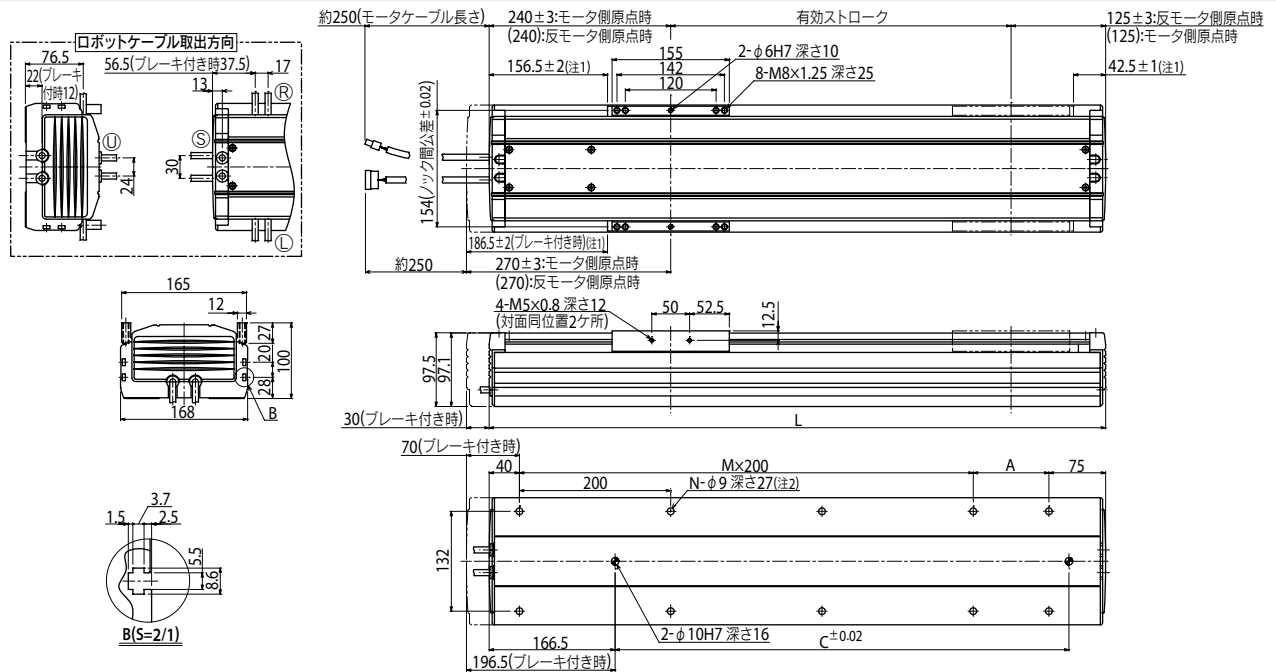 ロボットケーブル取出方向
76.5
56.5(ブレーキ付き時37.5)
17
22(ブレーキ
付時12)
13
Ⓡ
Ⓤ
Ⓢ
30
24
Ⓛ
約250(モータケーブル長さ)
240±3:モータ側原点時
(240):反モータ側原点時
有効ストローク
125±3:反モータ側原点時
(125):モータ側原点時
155
2-φ6H7 深さ10
156.5±2(注1)
142
8-M8×1.25 深さ25
42.5±1(注1)
120
154(ノック間公差±0.02)
186.5±2(ブレーキ付き時)(注1)
約250
270±3:モータ側原点時
(270):反モータ側原点時
165
12
27
20
100
28
168
B
4-M5×0.8 深さ12
(対面同位置2ケ所)
50
52.5
12.5
97.5
97.1
30(ブレーキ付き時)
L
70(ブレーキ付き時)
40
M×200
A
75
200
N-φ9 深さ27(注2)
132
2-φ10H7 深さ16
166.5
C±0.02
196.5(ブレーキ付き時)
3.7
1.5
2.5
5.5
8.6
B(S=2/1)